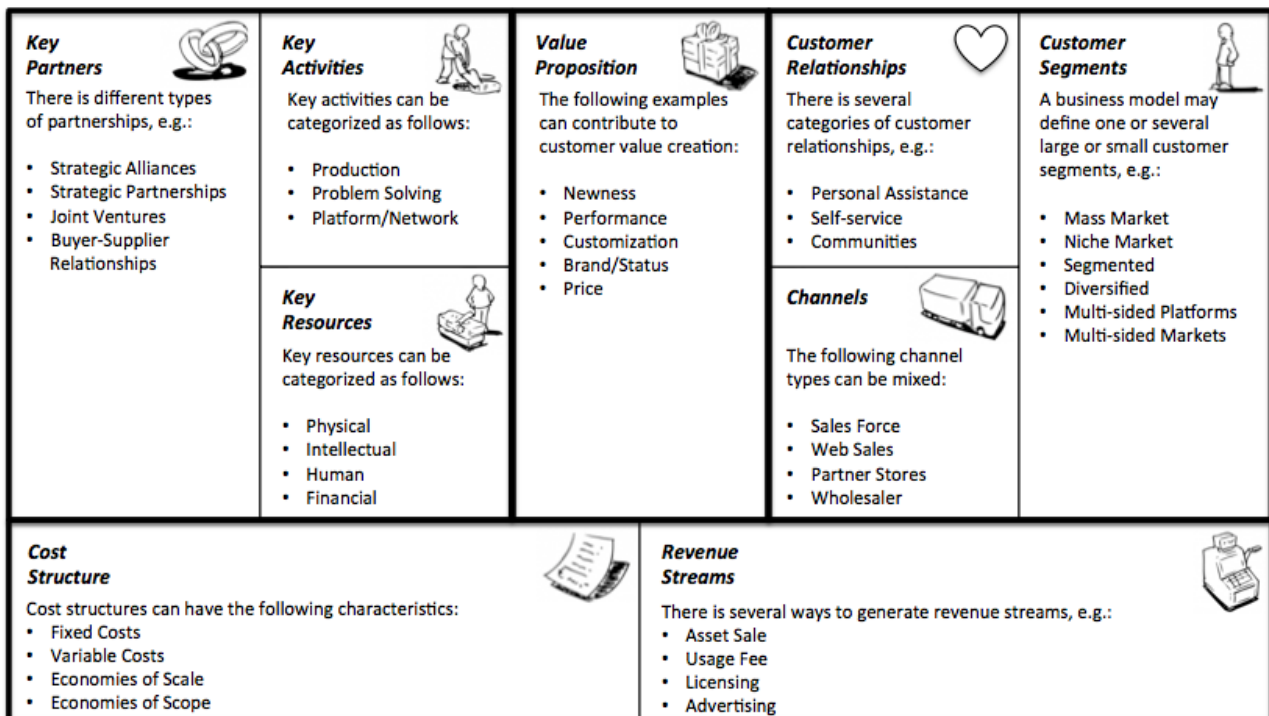 Key
Partners
There is different types
of partnerships, e.g.:
• Strategic Alliances
• Strategic Partnerships
• Joint Ventures
• Buyer-Supplier
Relationships
Key
Activities
Key activities can be
categorized as follows:
• Production
• Problem Solving
• Platform/Network
Key
Resources
Key resources can be
categorized as follows:
• Physical
• Intellectual
• Human
• Financial
Value
Proposition
The following examples
can contribute to
customer value creation:
• Newness
• Performance
• Customization
• Brand/Status
• Price
Customer
Relationships
There is several
categories of customer
relationships, e.g.:
• Personal Assistance
• Self-service
• Communities
Channels
The following channel
types can be mixed:
• Sales Force
• Web Sales
• Partner Stores
• Wholesaler
Customer
Segments
A business model may
define one or several
large or small customer
segments, e.g.:
• Mass Market
• Niche Market
• Segmented
• Diversified
• Multi-sided Platforms
• Multi-sided Markets
Cost
Structure
Cost structures can have the following characteristics:
• Fixed Costs
• Variable Costs
• Economies of Scale
• Economies of Scope
Revenue
Streams
There is several ways to generate revenue streams, e.g.:
• Asset Sale
• Usage Fee
• Licensing
• Advertising